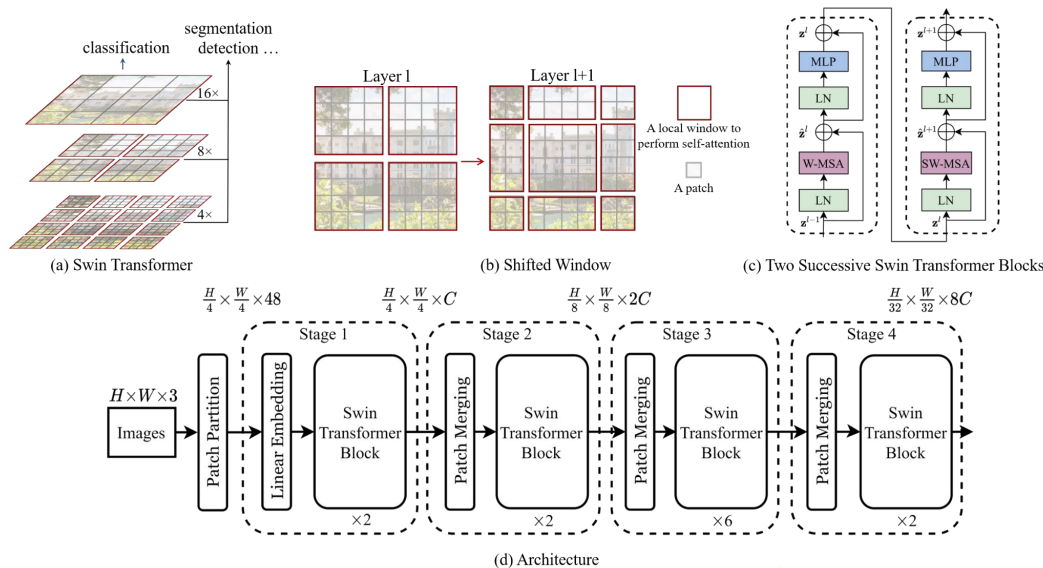 classification
segmentation
detection ...
16×
8×
4×
(a) Swin Transformer
Layer l
Layer l+1
A local window to
perform self-attention
A patch
(b) Shifted Window
z^l
MLP
LN
ẑ^l
W-MSA
LN
z^{l-1}
z^{l+1}
MLP
LN
ẑ^{l+1}
SW-MSA
LN
z^l
(c) Two Successive Swin Transformer Blocks
H/4 × W/4 × 48
H/4 × W/4 × C
H/8 × W/8 × 2C
H/32 × W/32 × 8C
H×W×3
Images
Patch Partition
Stage 1
Linear Embedding
Swin
Transformer
Block
×2
Stage 2
Patch Merging
Swin
Transformer
Block
×2
Stage 3
Patch Merging
Swin
Transformer
Block
×6
Stage 4
Patch Merging
Swin
Transformer
Block
×2
(d) Architecture